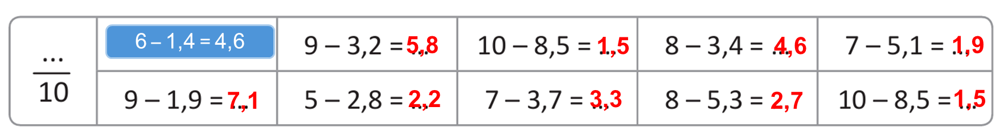 ...
10
6 – 1,4 = 4,6
9 – 3,2 = ... 5,8
10 – 8,5 = ... 1,5
8 – 3,4 = ... 4,6
7 – 5,1 = ... 1,9
9 – 1,9 = ... 7,1
5 – 2,8 = ... 2,2
7 – 3,7 = ... 3,3
8 – 5,3 = 2,7
10 – 8,5 = ... 1,5